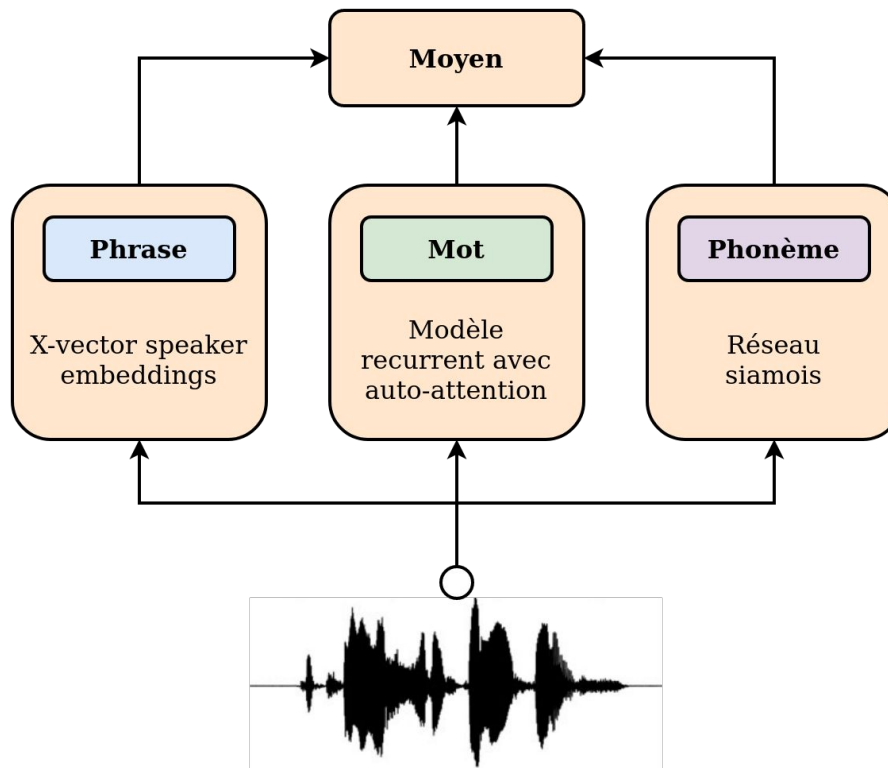 Moyen
Phrase
X-vector speaker
embeddings
Mot
Modèle
recurrent avec
auto-attention
Phonème
Réseau
siamois